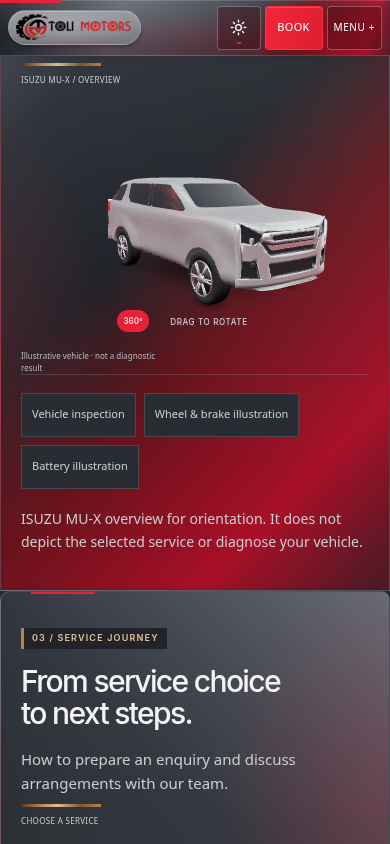 TOLI MOTORS
BOOK
MENU +
ISUZU MU-X / OVERVIEW
360°
DRAG TO ROTATE
Illustrative vehicle · not a diagnostic
result
Vehicle inspection
Wheel & brake illustration
Battery illustration
ISUZU MU-X overview for orientation. It does not
depict the selected service or diagnose your vehicle.
03 / SERVICE JOURNEY
From service choice
to next steps.
How to prepare an enquiry and discuss
arrangements with our team.
CHOOSE A SERVICE